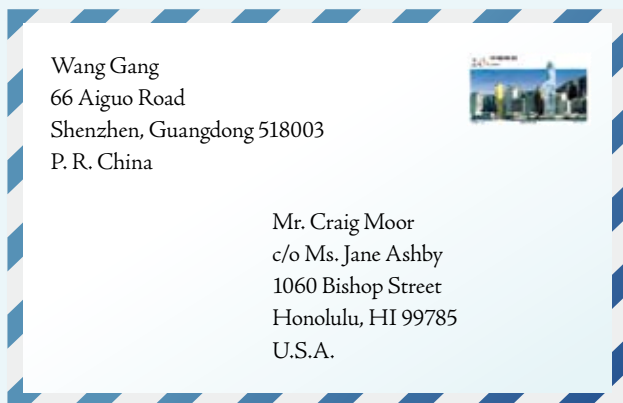 Wang Gang
66 Aiguo Road
Shenzhen, Guangdong 518003
P. R. China
Mr. Craig Moor
c/o Ms. Jane Ashby
1060 Bishop Street
Honolulu, HI 99785
U.S.A.